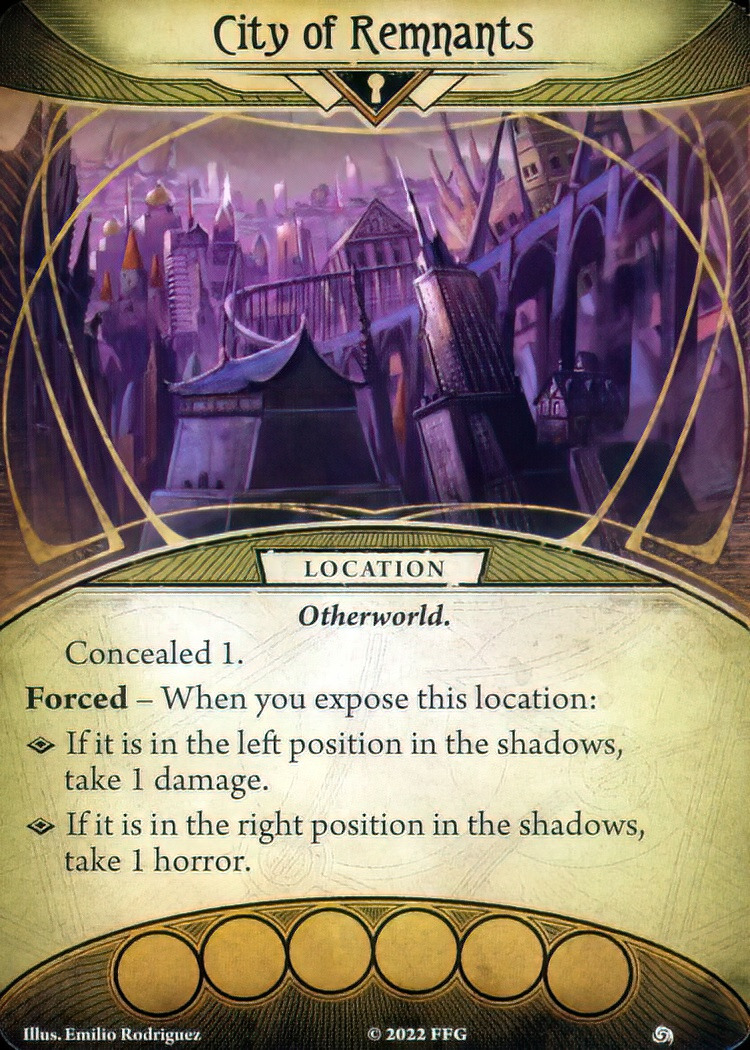 City of Remnants
LOCATION
Otherworld.
Concealed 1.
Forced – When you expose this location:
If it is in the left position in the shadows,
take 1 damage.
If it is in the right position in the shadows,
take 1 horror.
Illus. Emilio Rodriguez
© 2022 FFG